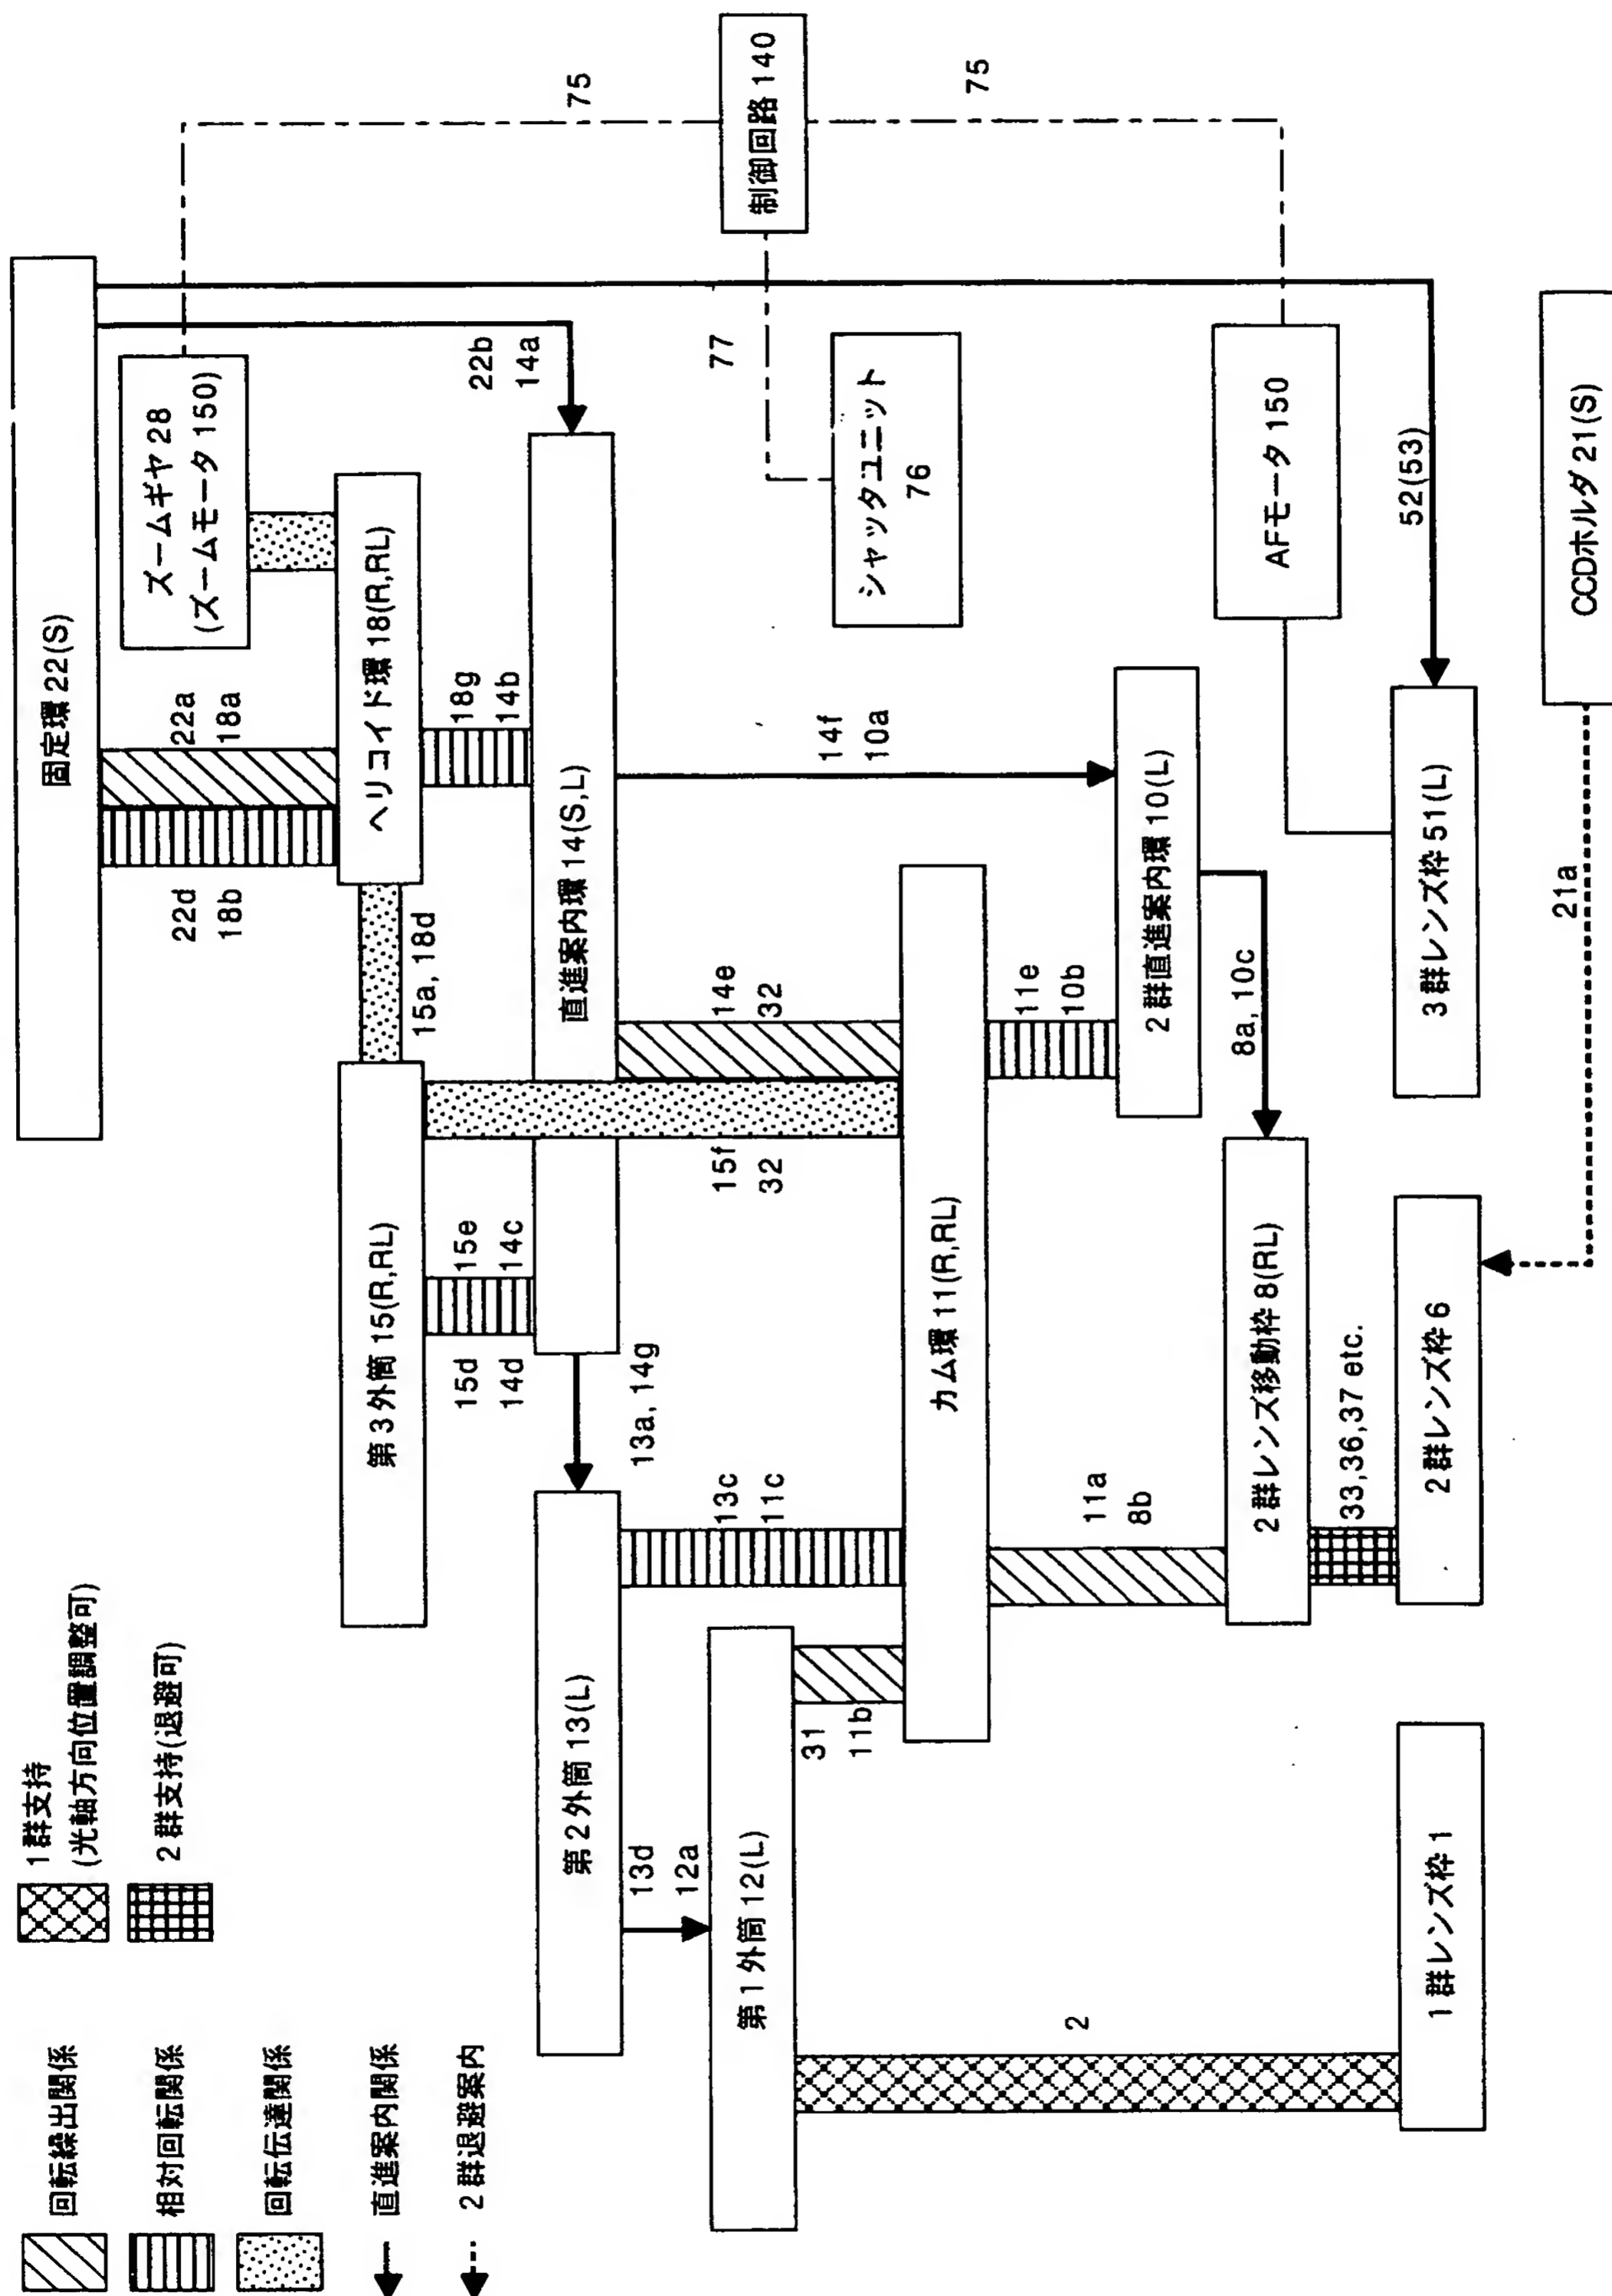 回転繰出関係
相対回転関係
回転伝達関係
直進案内関係
2群退避案内
1群支持
(光軸方向位置調整可)
2群支持(退避可)
固定環 22(S)
ズームギヤ 28
(ズームモータ 150)
22a
18a
22d
18b
ヘリコイド環 18(R,RL)
15a, 18d
第3外筒 15(R,RL)
18g
14b
22b
14a
15e
14c
15d
14d
直進案内環 14(S,L)
13a, 14g
第2外筒 13(L)
13d
12a
第1外筒 12(L)
13c
11c
14e
32
15f
32
14f
10a
31
11b
カム環 11(R,RL)
11e
10b
11a
8b
2群直進案内環 10(L)
8a, 10c
2群レンズ移動枠 8(RL)
33,36,37 etc.
2群レンズ枠 6
2
1群レンズ枠 1
75
制御回路 140
75
77
シャッタユニット
76
AFモータ 150
52(53)
3群レンズ枠 51(L)
CCDホルダ 21(S)
21a